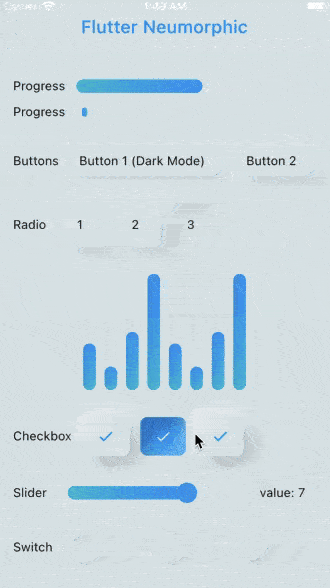 Flutter Neumorphic
Progress
Progress
Buttons Button 1 (Dark Mode) Button 2
Radio 1 2 3
Checkbox
Slider value: 7
Switch